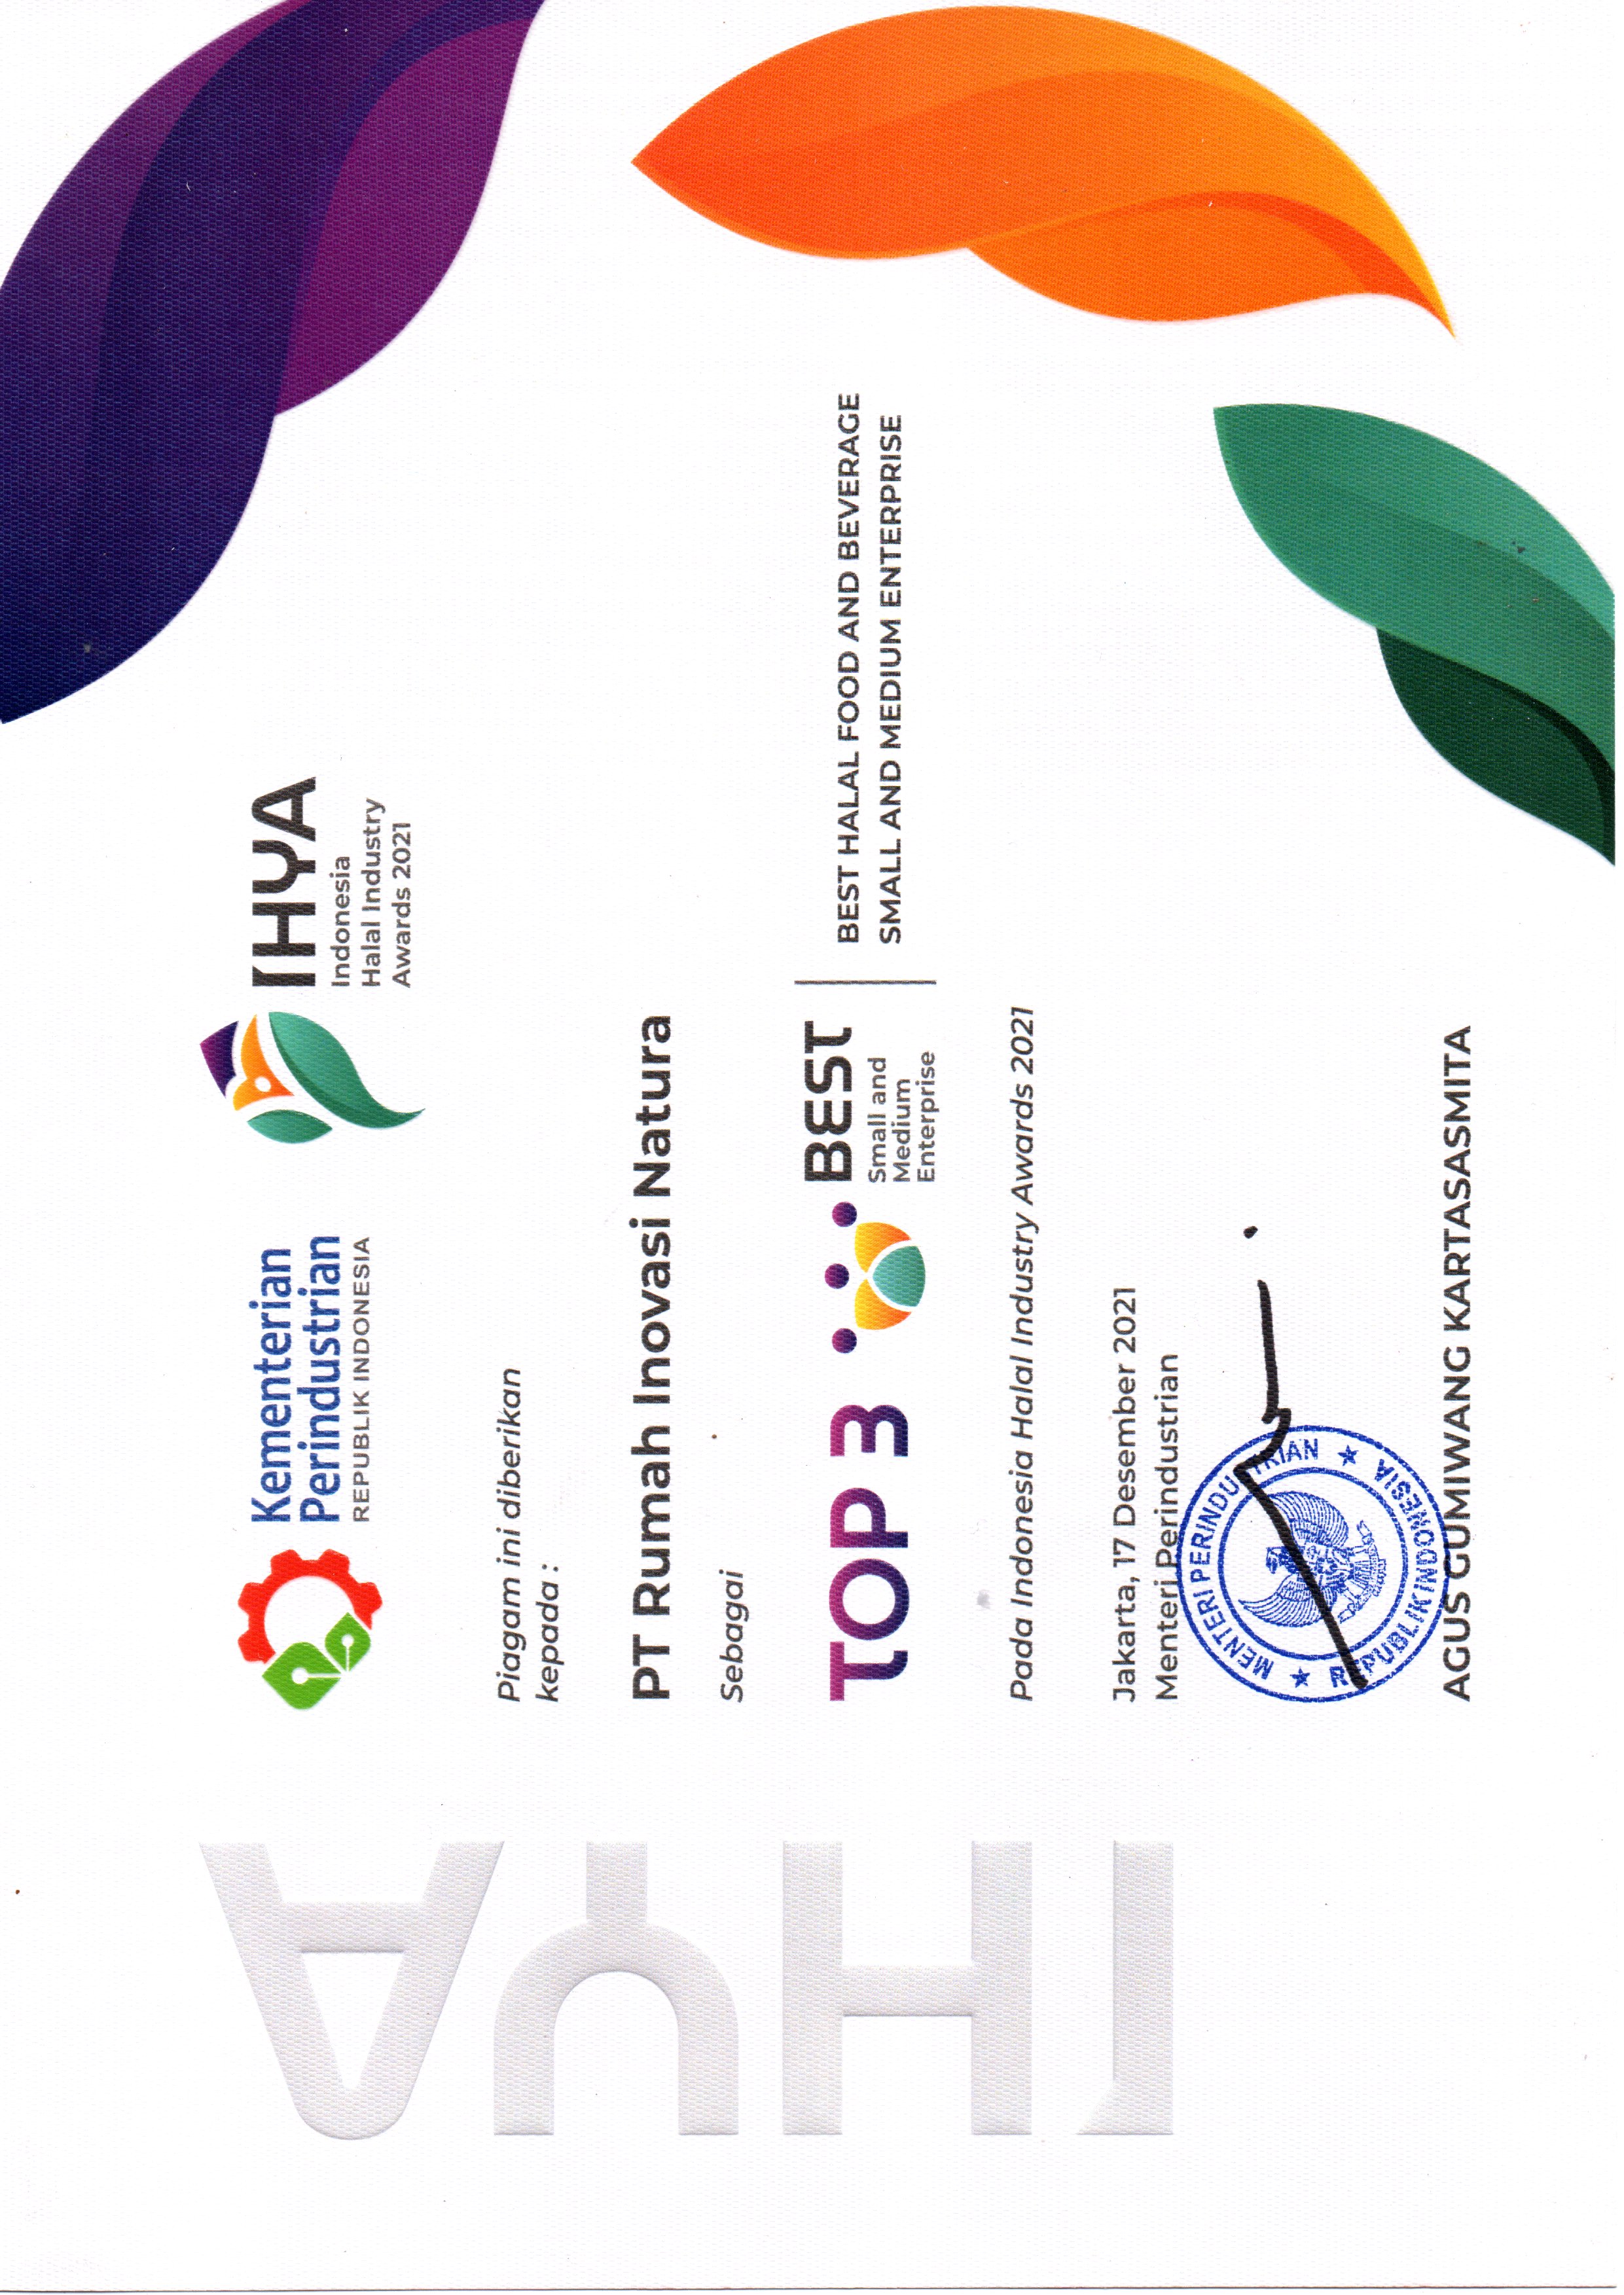 IHYA
Kementerian
Perindustrian
REPUBLIK INDONESIA
IHYA
Indonesia
Halal Industry
Awards 2021
Piagam ini diberikan
kepada :
PT Rumah Inovasi Natura
Sebagai
TOP 3
BEST
Small and
Medium
Enterprise
BEST HALAL FOOD AND BEVERAGE
SMALL AND MEDIUM ENTERPRISE
Pada Indonesia Halal Industry Awards 2021
Jakarta, 17 Desember 2021
Menteri Perindustrian
MENTERI PERINDUSTRIAN
REPUBLIK INDONESIA
AGUS GUMIWANG KARTASASMITA